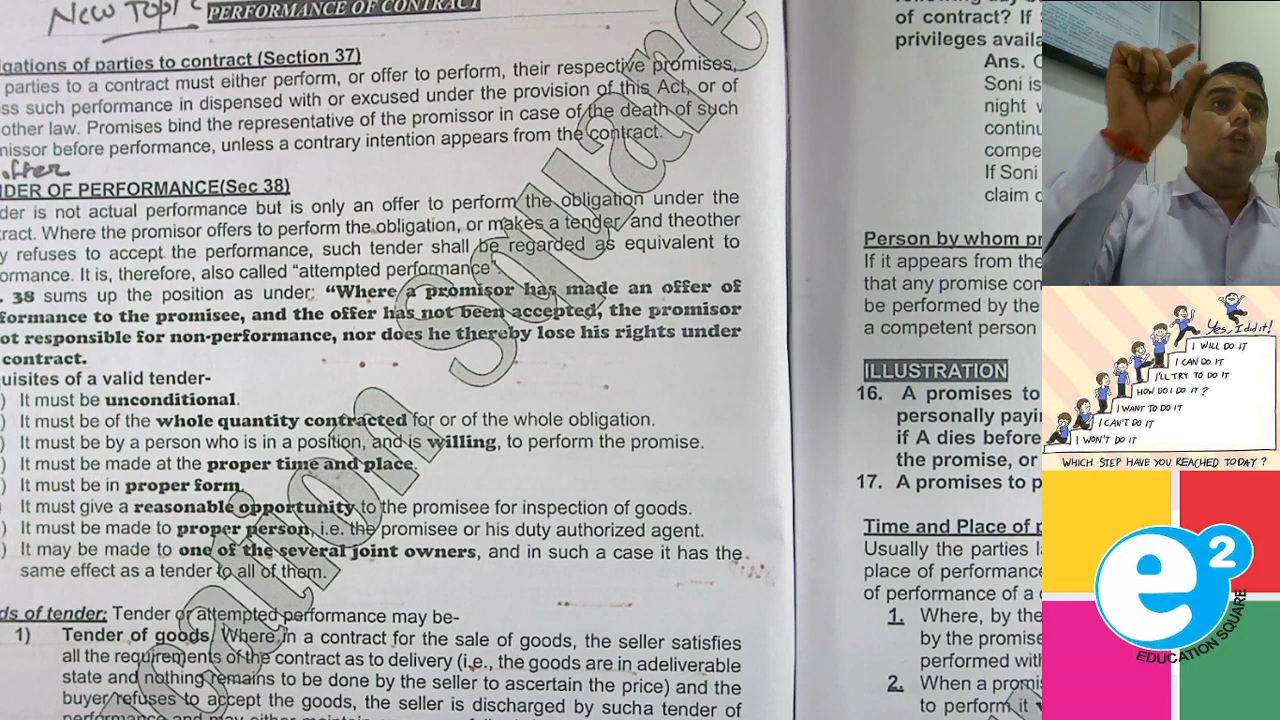 New Topic
PERFORMANCE OF CONTRACT
gations of parties to contract (Section 37)
parties to a contract must either perform, or offer to perform, their respective promises,
ss such performance in dispensed with or excused under the provision of this Act, or of
other law. Promises bind the representative of the promissor in case of the death of such
missor before performance, unless a contrary intention appears from the contract.
offer
NDER OF PERFORMANCE(Sec 38)
der is not actual performance but is only an offer to perform the obligation under the
ract. Where the promisor offers to perform the obligation, or makes a tender, and theother
y refuses to accept the performance, such tender shall be regarded as equivalent to
ormance. It is, therefore, also called “attempted performance”.
. 38 sums up the position as under: “Where a promisor has made an offer of
formance to the promisee, and the offer has not been accepted, the promisor
ot responsible for non-performance, nor does he thereby lose his rights under
contract.
uisites of a valid tender-
) It must be unconditional.
) It must be of the whole quantity contracted for or of the whole obligation.
) It must be by a person who is in a position, and is willing, to perform the promise.
) It must be made at the proper time and place.
) It must be in proper form.
) It must give a reasonable opportunity to the promisee for inspection of goods.
) It must be made to proper person, i.e. the promisee or his duty authorized agent.
) It may be made to one of the several joint owners, and in such a case it has the
same effect as a tender to all of them.
ds of tender: Tender or attempted performance may be-
1) Tender of goods. Where in a contract for the sale of goods, the seller satisfies
all the requirements of the contract as to delivery (i.e., the goods are in adeliverable
state and nothing remains to be done by the seller to ascertain the price) and the
buyer refuses to accept the goods, the seller is discharged by sucha tender of
performance and may either
of contract? If
privileges availa
Ans.
Soni is
night
continu
compe
If Soni
claim
Person by whom pr
If it appears from the
that any promise con
be performed by the
a competent person
ILLUSTRATION
16. A promises to
personally payi
if A dies before
the promise, or
17. A promises to p
Time and Place of p
Usually the parties l
place of performance
of performance of a
1. Where, by the
by the promise
performed with
2. When a promi
to perform it
Square
Yes, I did it!
I WILL DO IT
I CAN DO IT
I'LL TRY TO DO IT
HOW DO I DO IT?
I WANT TO DO IT
I CAN'T DO IT
I WON'T DO IT
WHICH STEP HAVE YOU REACHED TODAY?
e2
EDUCATION SQUARE